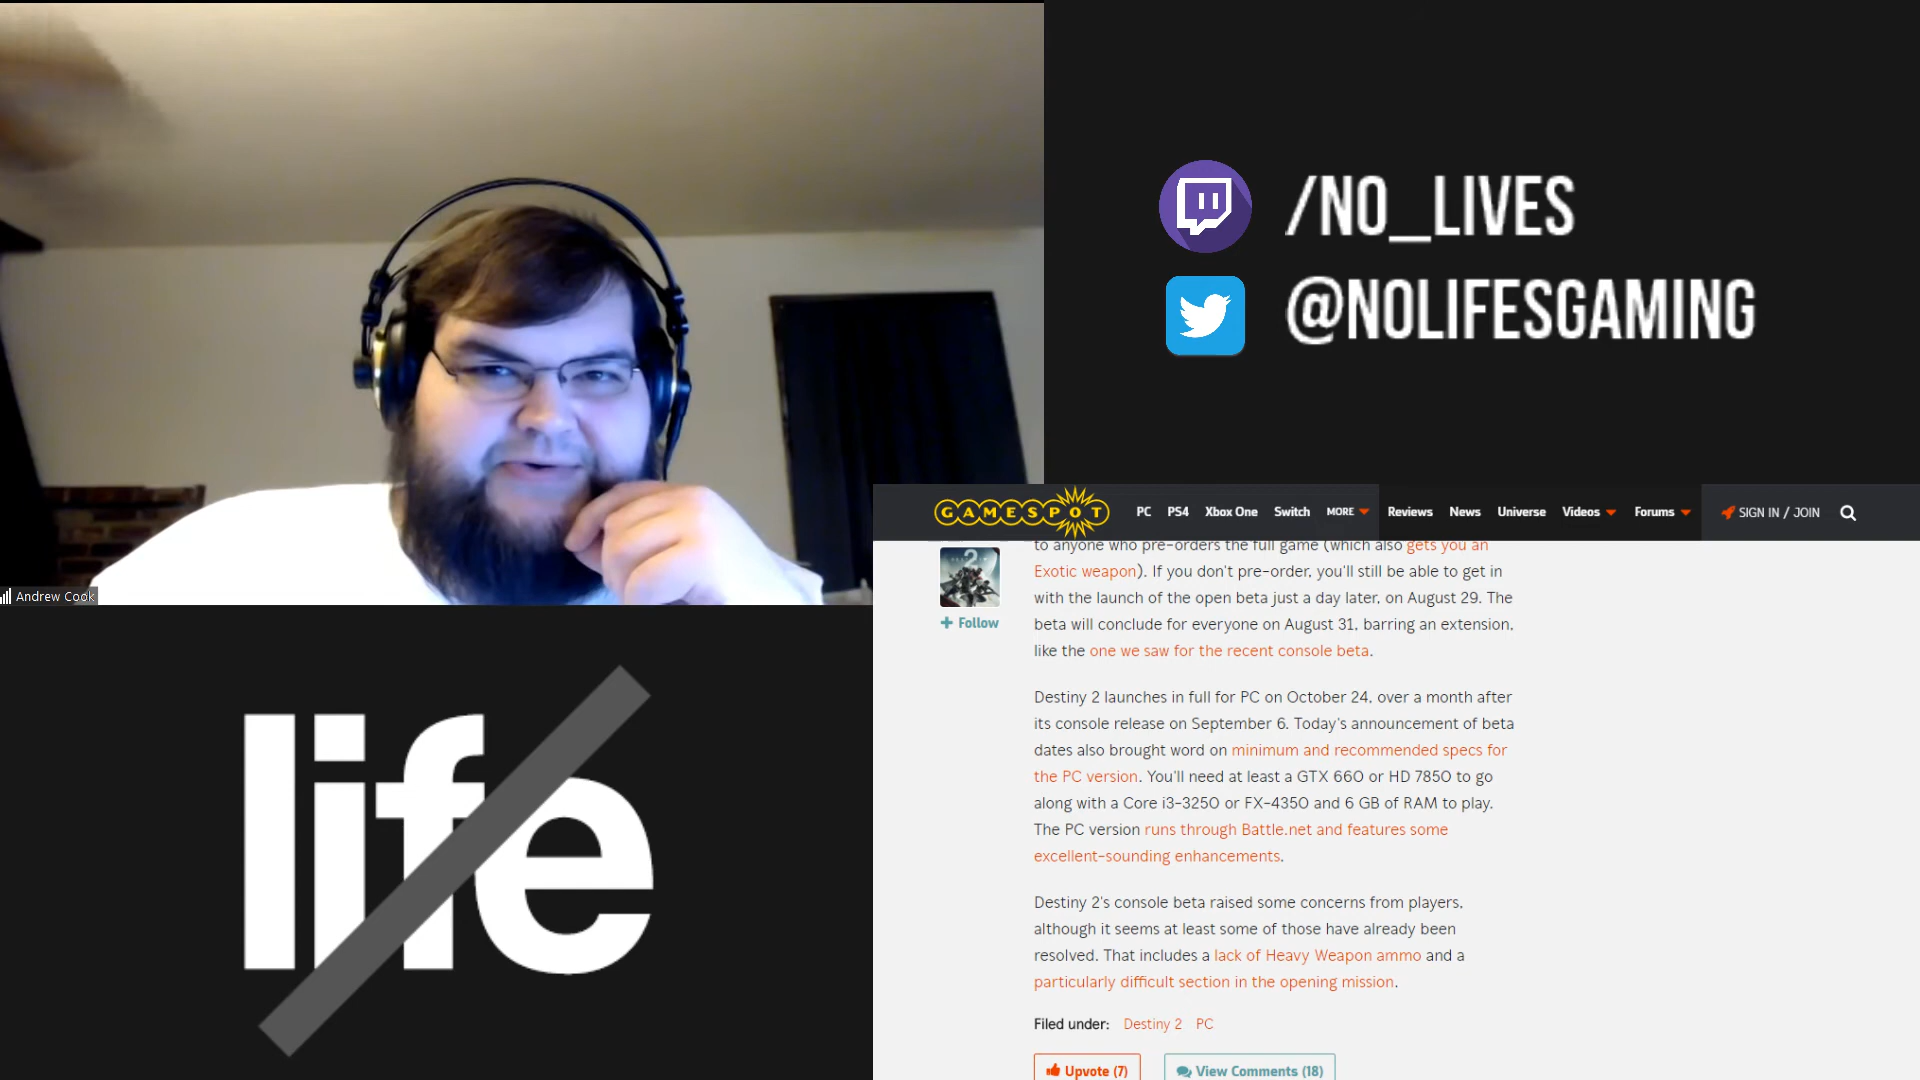 /NO_LIVES
@NOLIFESGAMING
Andrew Cook
life
GAMESPOT
PC PS4 Xbox One Switch MORE Reviews News Universe Videos Forums SIGN IN / JOIN
2
+ Follow
to anyone who pre-orders the full game (which also gets you an
Exotic weapon). If you don't pre-order, you'll still be able to get in
with the launch of the open beta just a day later, on August 29. The
beta will conclude for everyone on August 31, barring an extension,
like the one we saw for the recent console beta.
Destiny 2 launches in full for PC on October 24, over a month after
its console release on September 6. Today's announcement of beta
dates also brought word on minimum and recommended specs for
the PC version. You'll need at least a GTX 660 or HD 7850 to go
along with a Core i3-3250 or FX-4350 and 6 GB of RAM to play.
The PC version runs through Battle.net and features some
excellent-sounding enhancements.
Destiny 2's console beta raised some concerns from players,
although it seems at least some of those have already been
resolved. That includes a lack of Heavy Weapon ammo and a
particularly difficult section in the opening mission.
Filed under: Destiny 2 PC
Upvote (7) View Comments (18)